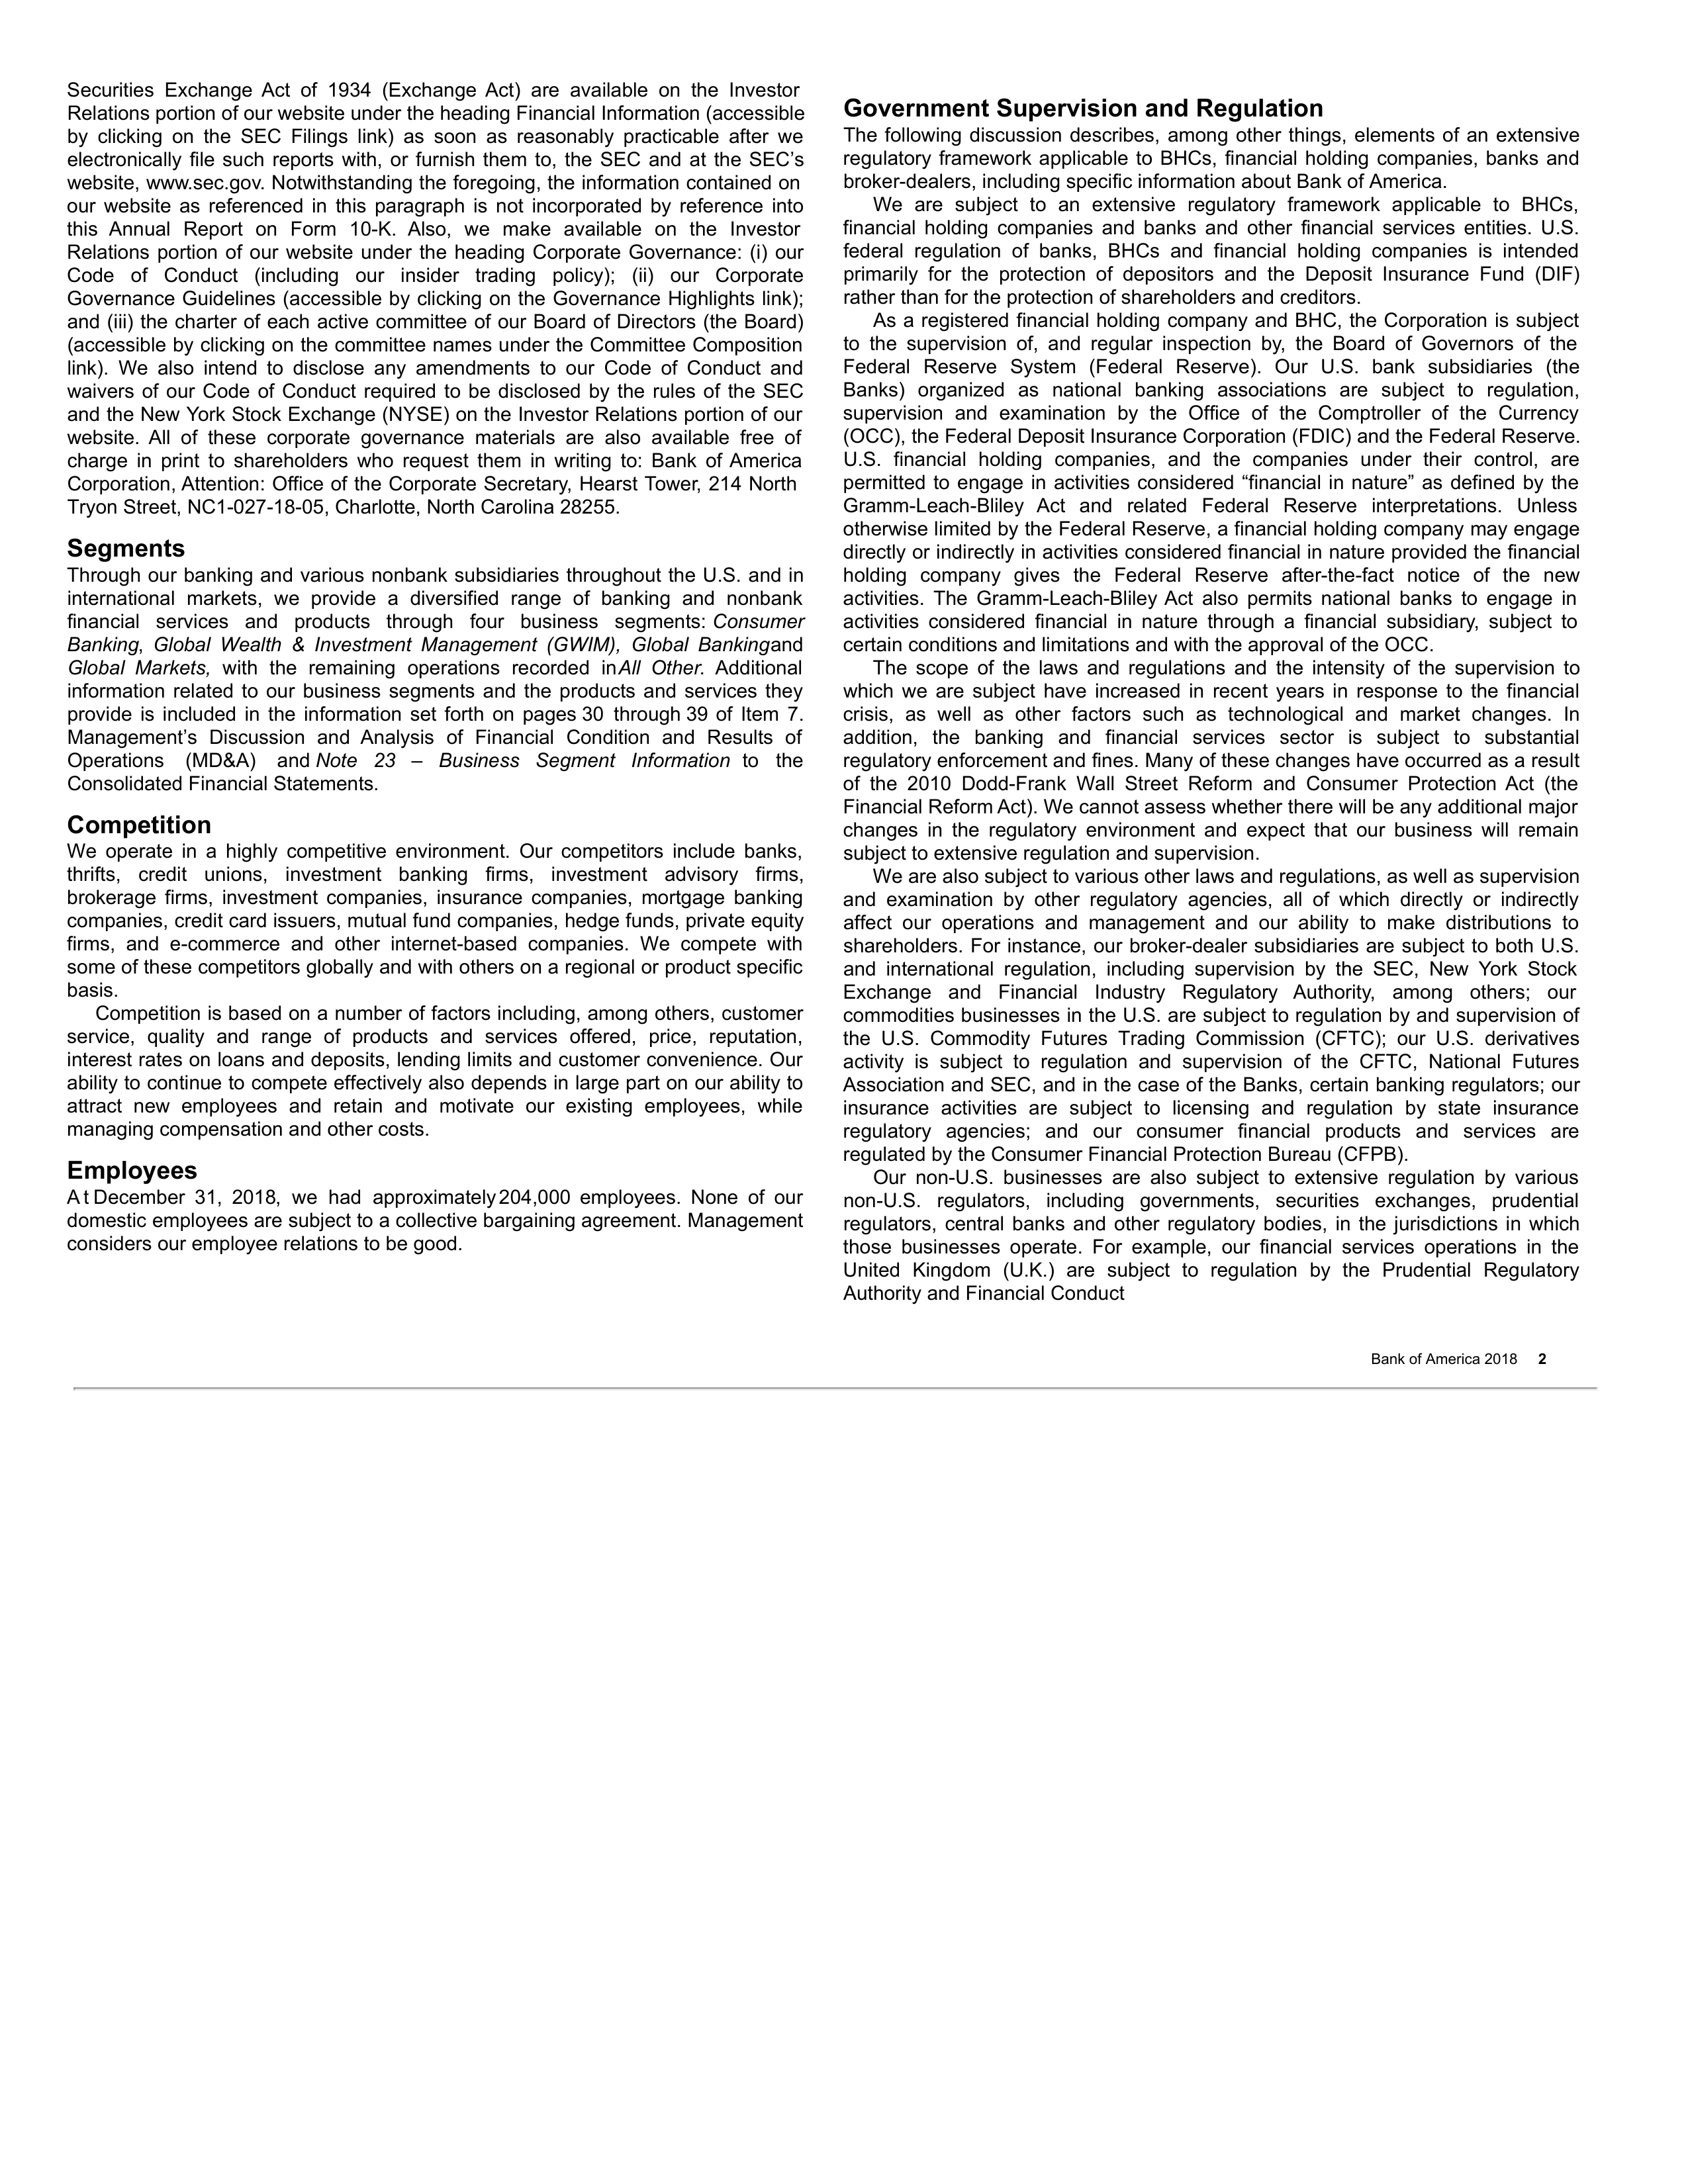 Securities Exchange Act of 1934 (Exchange Act) are available on the Investor
Relations portion of our website under the heading Financial Information (accessible
by clicking on the SEC Filings link) as soon as reasonably practicable after we
electronically file such reports with, or furnish them to, the SEC and at the SEC’s
website, www.sec.gov. Notwithstanding the foregoing, the information contained on
our website as referenced in this paragraph is not incorporated by reference into
this Annual Report on Form 10-K. Also, we make available on the Investor
Relations portion of our website under the heading Corporate Governance: (i) our
Code of Conduct (including our insider trading policy); (ii) our Corporate
Governance Guidelines (accessible by clicking on the Governance Highlights link);
and (iii) the charter of each active committee of our Board of Directors (the Board)
(accessible by clicking on the committee names under the Committee Composition
link). We also intend to disclose any amendments to our Code of Conduct and
waivers of our Code of Conduct required to be disclosed by the rules of the SEC
and the New York Stock Exchange (NYSE) on the Investor Relations portion of our
website. All of these corporate governance materials are also available free of
charge in print to shareholders who request them in writing to: Bank of America
Corporation, Attention: Office of the Corporate Secretary, Hearst Tower, 214 North
Tryon Street, NC1-027-18-05, Charlotte, North Carolina 28255.
Segments
Through our banking and various nonbank subsidiaries throughout the U.S. and in
international markets, we provide a diversified range of banking and nonbank
financial services and products through four business segments: Consumer
Banking, Global Wealth & Investment Management (GWIM), Global Bankingand
Global Markets, with the remaining operations recorded inAll Other. Additional
information related to our business segments and the products and services they
provide is included in the information set forth on pages 30 through 39 of Item 7.
Management’s Discussion and Analysis of Financial Condition and Results of
Operations (MD&A) and Note 23 – Business Segment Information to the
Consolidated Financial Statements.
Competition
We operate in a highly competitive environment. Our competitors include banks,
thrifts, credit unions, investment banking firms, investment advisory firms,
brokerage firms, investment companies, insurance companies, mortgage banking
companies, credit card issuers, mutual fund companies, hedge funds, private equity
firms, and e-commerce and other internet-based companies. We compete with
some of these competitors globally and with others on a regional or product specific
basis.
Competition is based on a number of factors including, among others, customer
service, quality and range of products and services offered, price, reputation,
interest rates on loans and deposits, lending limits and customer convenience. Our
ability to continue to compete effectively also depends in large part on our ability to
attract new employees and retain and motivate our existing employees, while
managing compensation and other costs.
Employees
A t December 31, 2018, we had approximately 204,000 employees. None of our
domestic employees are subject to a collective bargaining agreement. Management
considers our employee relations to be good.
Government Supervision and Regulation
The following discussion describes, among other things, elements of an extensive
regulatory framework applicable to BHCs, financial holding companies, banks and
broker-dealers, including specific information about Bank of America.
We are subject to an extensive regulatory framework applicable to BHCs,
financial holding companies and banks and other financial services entities. U.S.
federal regulation of banks, BHCs and financial holding companies is intended
primarily for the protection of depositors and the Deposit Insurance Fund (DIF)
rather than for the protection of shareholders and creditors.
As a registered financial holding company and BHC, the Corporation is subject
to the supervision of, and regular inspection by, the Board of Governors of the
Federal Reserve System (Federal Reserve). Our U.S. bank subsidiaries (the
Banks) organized as national banking associations are subject to regulation,
supervision and examination by the Office of the Comptroller of the Currency
(OCC), the Federal Deposit Insurance Corporation (FDIC) and the Federal Reserve.
U.S. financial holding companies, and the companies under their control, are
permitted to engage in activities considered “financial in nature” as defined by the
Gramm-Leach-Bliley Act and related Federal Reserve interpretations. Unless
otherwise limited by the Federal Reserve, a financial holding company may engage
directly or indirectly in activities considered financial in nature provided the financial
holding company gives the Federal Reserve after-the-fact notice of the new
activities. The Gramm-Leach-Bliley Act also permits national banks to engage in
activities considered financial in nature through a financial subsidiary, subject to
certain conditions and limitations and with the approval of the OCC.
The scope of the laws and regulations and the intensity of the supervision to
which we are subject have increased in recent years in response to the financial
crisis, as well as other factors such as technological and market changes. In
addition, the banking and financial services sector is subject to substantial
regulatory enforcement and fines. Many of these changes have occurred as a result
of the 2010 Dodd-Frank Wall Street Reform and Consumer Protection Act (the
Financial Reform Act). We cannot assess whether there will be any additional major
changes in the regulatory environment and expect that our business will remain
subject to extensive regulation and supervision.
We are also subject to various other laws and regulations, as well as supervision
and examination by other regulatory agencies, all of which directly or indirectly
affect our operations and management and our ability to make distributions to
shareholders. For instance, our broker-dealer subsidiaries are subject to both U.S.
and international regulation, including supervision by the SEC, New York Stock
Exchange and Financial Industry Regulatory Authority, among others; our
commodities businesses in the U.S. are subject to regulation by and supervision of
the U.S. Commodity Futures Trading Commission (CFTC); our U.S. derivatives
activity is subject to regulation and supervision of the CFTC, National Futures
Association and SEC, and in the case of the Banks, certain banking regulators; our
insurance activities are subject to licensing and regulation by state insurance
regulatory agencies; and our consumer financial products and services are
regulated by the Consumer Financial Protection Bureau (CFPB).
Our non-U.S. businesses are also subject to extensive regulation by various
non-U.S. regulators, including governments, securities exchanges, prudential
regulators, central banks and other regulatory bodies, in the jurisdictions in which
those businesses operate. For example, our financial services operations in the
United Kingdom (U.K.) are subject to regulation by the Prudential Regulatory
Authority and Financial Conduct
Bank of America 2018 2